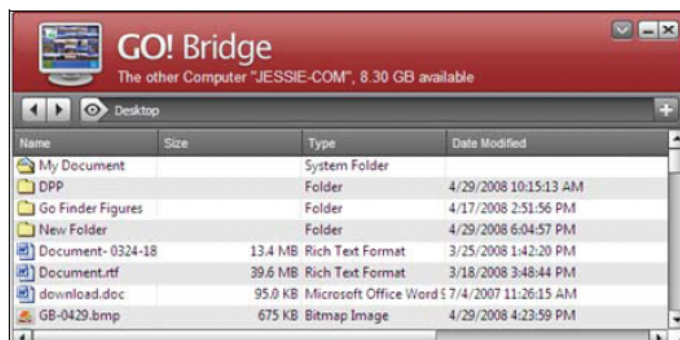 GO! Bridge
The other Computer "JESSIE-COM", 8.30 GB available
Desktop
Name Size Type Date Modified
My Document System Folder
DPP Folder 4/29/2008 10:15:13 AM
Go Finder Figures Folder 4/17/2008 2:51:56 PM
New Folder Folder 4/29/2008 6:04:57 PM
Document- 0324-18 13.4 MB Rich Text Format 3/25/2008 1:42:20 PM
Document.rtf 39.6 MB Rich Text Format 3/18/2008 3:48:44 PM
download.doc 95.0 KB Microsoft Office Word 9 7/4/2007 11:26:15 AM
GB-0429.bmp 675 KB Bitmap Image 4/29/2008 4:23:59 PM